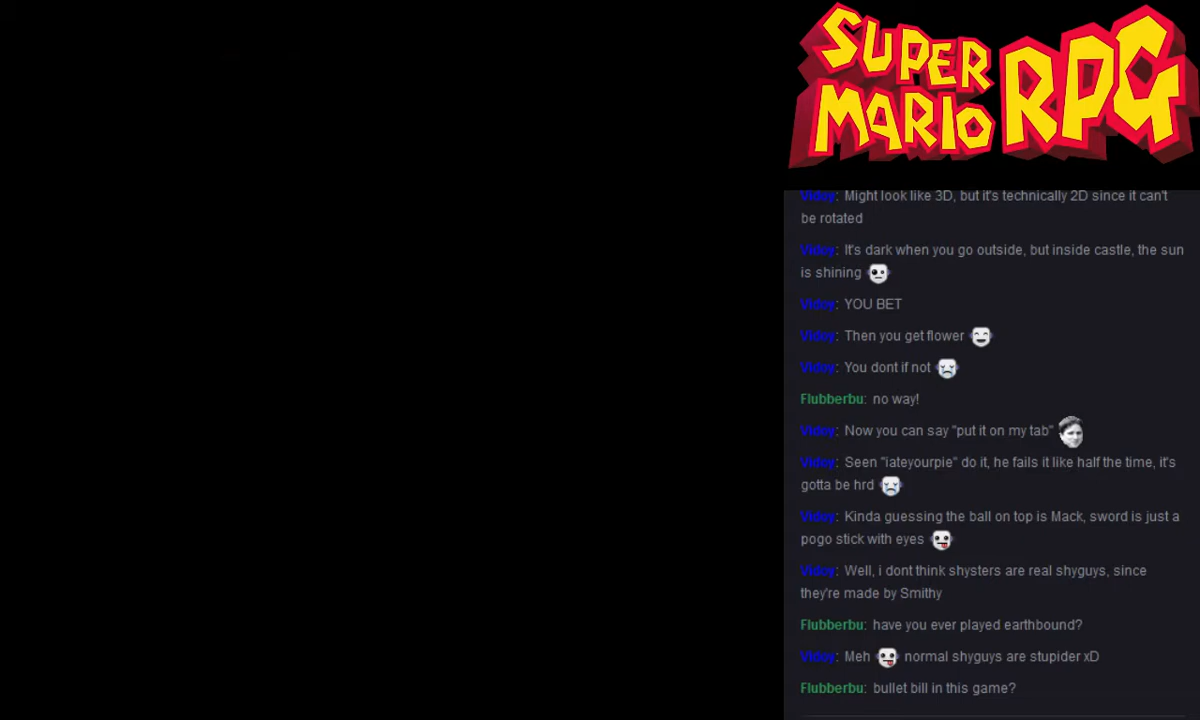 SUPER
MARIO RPG
Vidoy: Might look like 3D, but it's technically 2D since it can't
be rotated
Vidoy: It's dark when you go outside, but inside castle, the sun
is shining
Vidoy: YOU BET
Vidoy: Then you get flower
Vidoy: You dont if not
Flubberbu: no way!
Vidoy: Now you can say "put it on my tab"
Vidoy: Seen "iateyourpie" do it, he fails it like half the time, it's
gotta be hrd
Vidoy: Kinda guessing the ball on top is Mack, sword is just a
pogo stick with eyes
Vidoy: Well, i dont think shysters are real shyguys, since
they're made by Smithy
Flubberbu: have you ever played earthbound?
Vidoy: Meh normal shyguys are stupider xD
Flubberbu: bullet bill in this game?